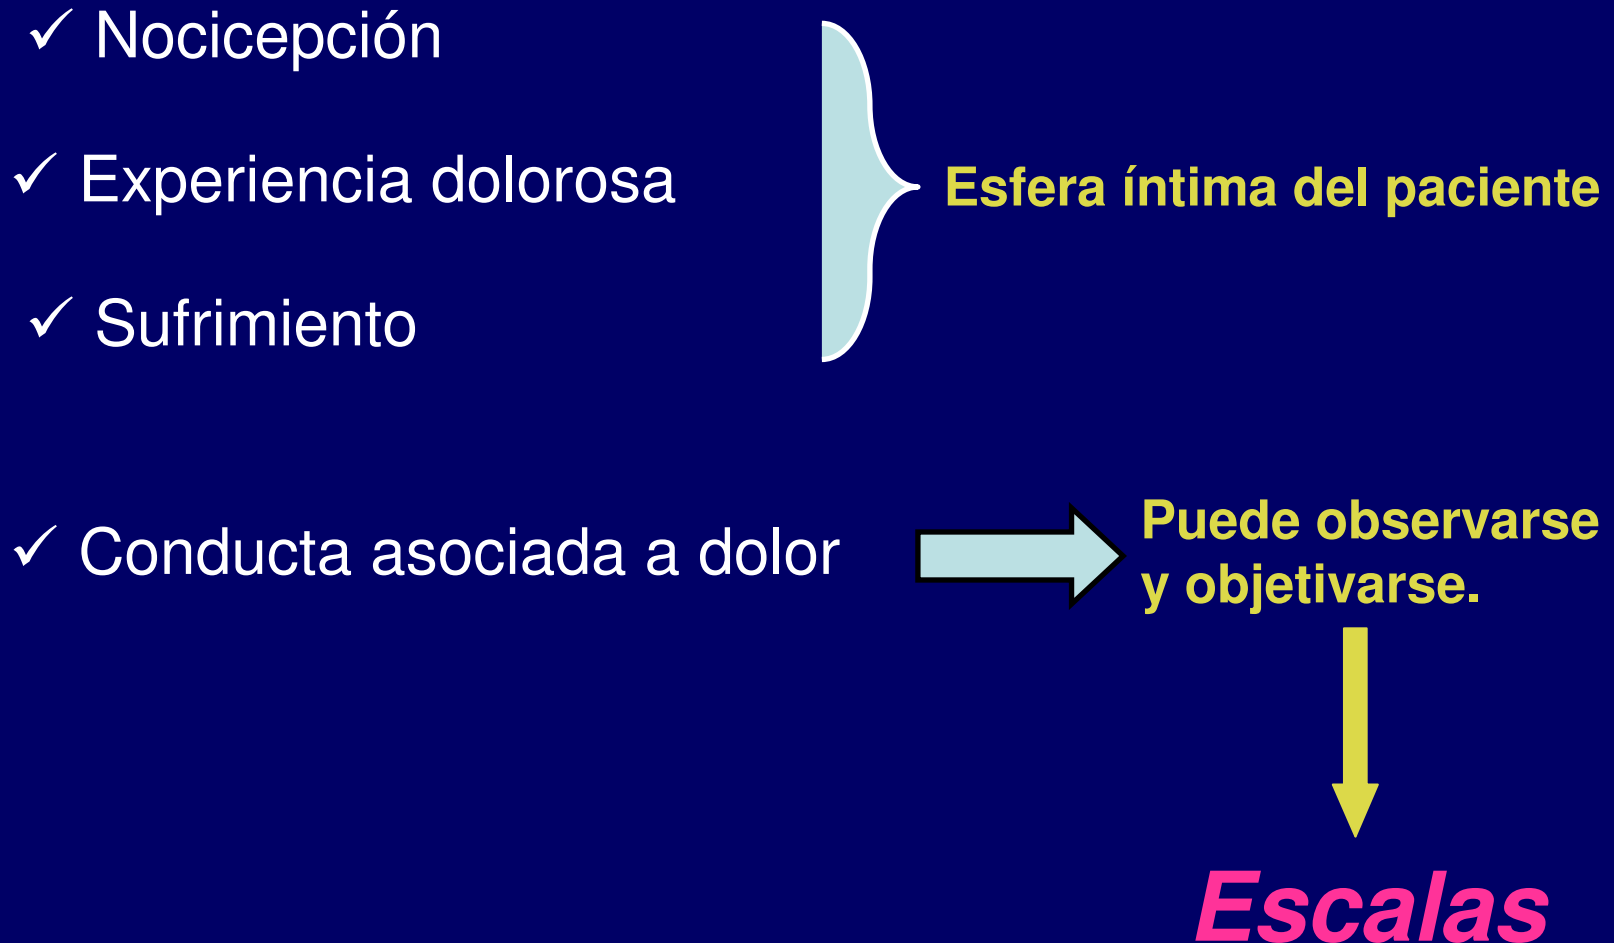 ✓ Nocicepción
✓ Experiencia dolorosa
Esfera íntima del paciente
✓ Sufrimiento
✓ Conducta asociada a dolor
Puede observarse
y objetivarse.
Escalas